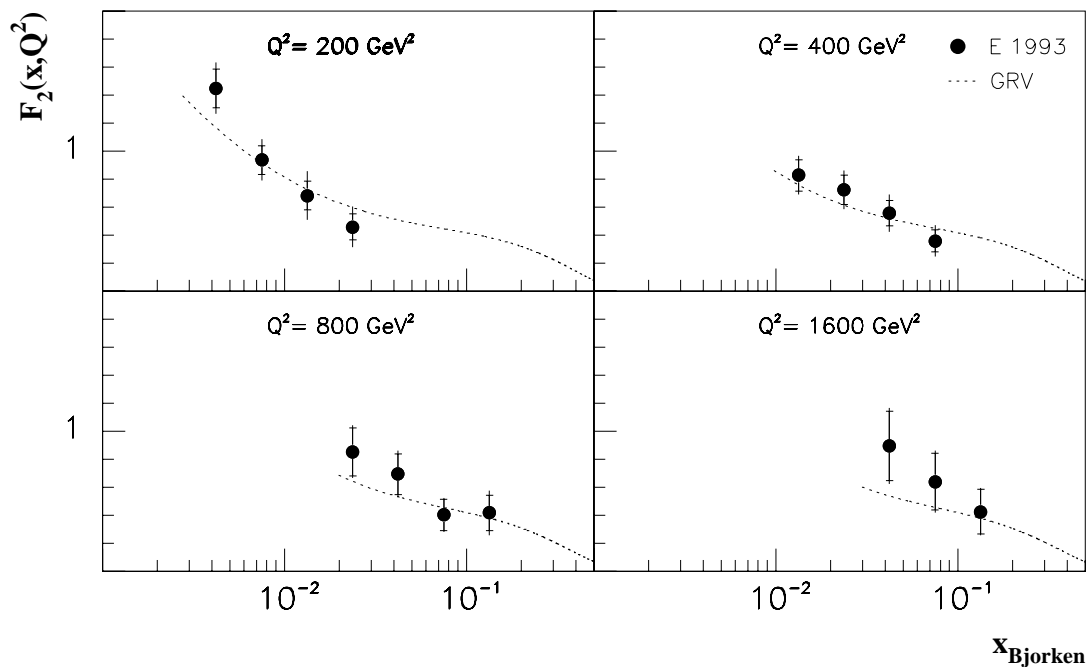 F₂(x,Q²)
Q²= 200 GeV²
Q²= 400 GeV²
E 1993
GRV
1
Q²= 800 GeV²
Q²= 1600 GeV²
1
10⁻² 10⁻¹ 10⁻² 10⁻¹
x_Bjorken